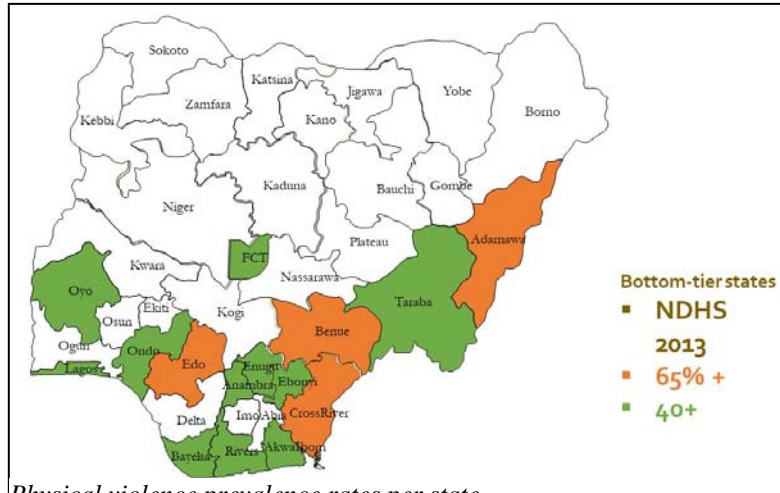 Sokoto
Katsina
Jigawa
Yobe
Borno
Zamfara
Kano
Kebbi
Kaduna
Bauchi
Gombe
Niger
Adamawa
Plateau
FCT
Kwara
Nassarawa
Taraba
Oyo
Osun
Ekiti
Kogi
Benue
Ogun
Ondo
Edo
Lagos
Enugu
Anambra
Ebonyi
Delta
Imo
Abia
CrossRiver
Bayelsa
Rivers
AkwaIbom
Bottom-tier states
NDHS
2013
65% +
40+
Physical violence prevalence rates per state